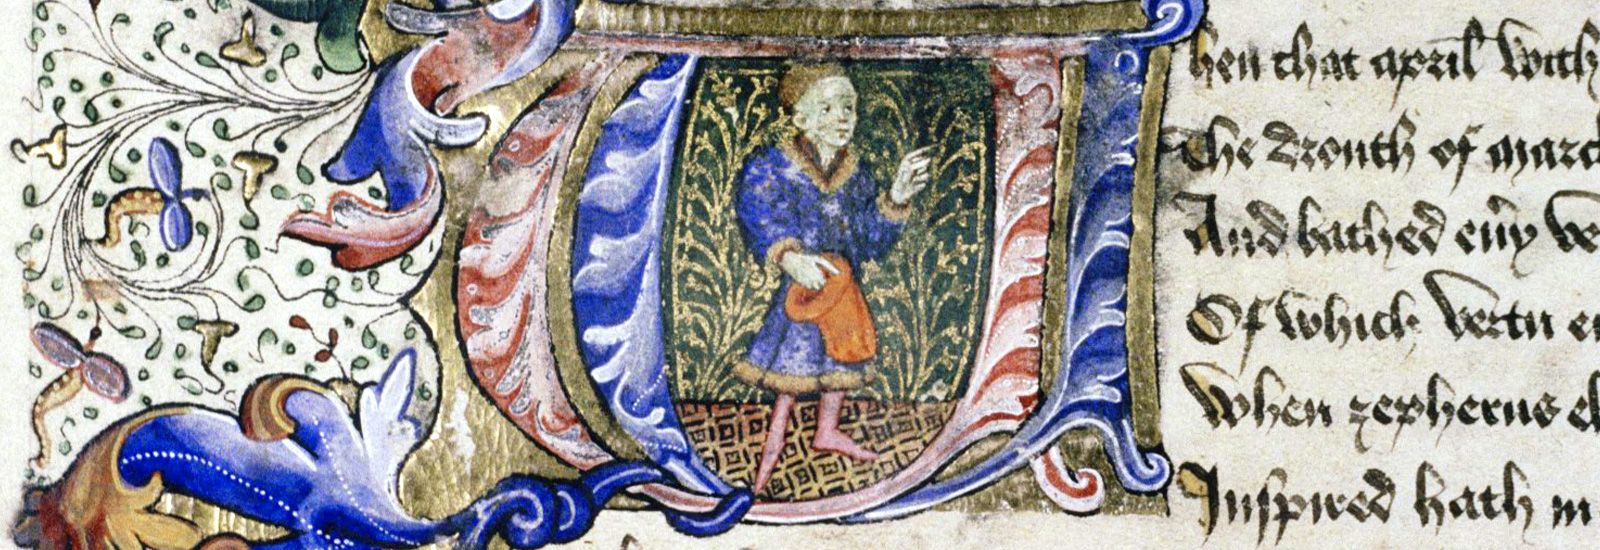 When that april with
The drouth of marc
And bathed euy ve
Of which vertu e
When zepherus e
Inspired hath in